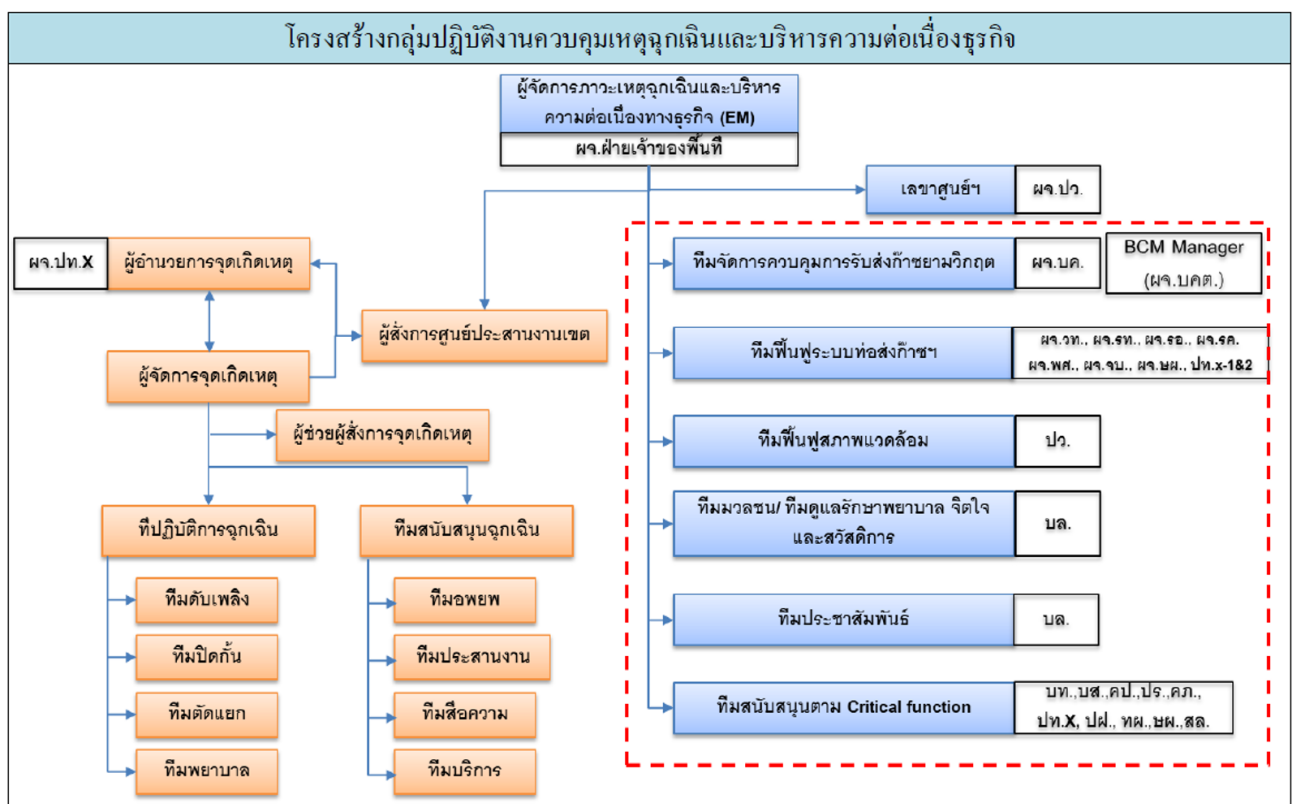 โครงสร้างกลุ่มปฏิบัติงานควบคุมเหตุฉุกเฉินและบริหารความต่อเนื่องธุรกิจ
ผู้จัดการภาวะเหตุฉุกเฉินและบริหาร
ความต่อเนื่องทางธุรกิจ (EM)
ผจ.ฝ่ายเจ้าของพื้นที่
เลขาศูนย์ฯ
ผจ.ปว.
ผจ.ปท.X
ผู้อำนวยการจุดเกิดเหตุ
ผู้สั่งการศูนย์ประสานงานเขต
ผู้จัดการจุดเกิดเหตุ
ผู้ช่วยผู้สั่งการจุดเกิดเหตุ
ที่ปฏิบัติการฉุกเฉิน
ทีมดับเพลิง
ทีมปิดกั้น
ทีมตัดแยก
ทีมพยาบาล
ทีมสนับสนุนฉุกเฉิน
ทีมอพยพ
ทีมประสานงาน
ทีมสื่อความ
ทีมบริการ
ทีมจัดการควบคุมการรับส่งก๊าซยามวิกฤต
ผจ.บค.
BCM Manager
(ผจ.บคต.)
ทีมฟื้นฟูระบบท่อส่งก๊าซฯ
ผจ.วท., ผจ.รท., ผจ.รอ., ผจ.รค.
ผจ.พศ., ผจ.จบ., ผจ.ษผ., ปท.x-1&2
ทีมฟื้นฟูสภาพแวดล้อม
ปว.
ทีมมวลชน/ ทีมดูแลรักษาพยาบาล จิตใจ
และสวัสดิการ
บล.
ทีมประชาสัมพันธ์
บล.
ทีมสนับสนุนตาม Critical function
บท.,บส.,คป.,ปร.,คภ.,
ปท.X, ปฝ., ทผ.,ษผ.,สล.